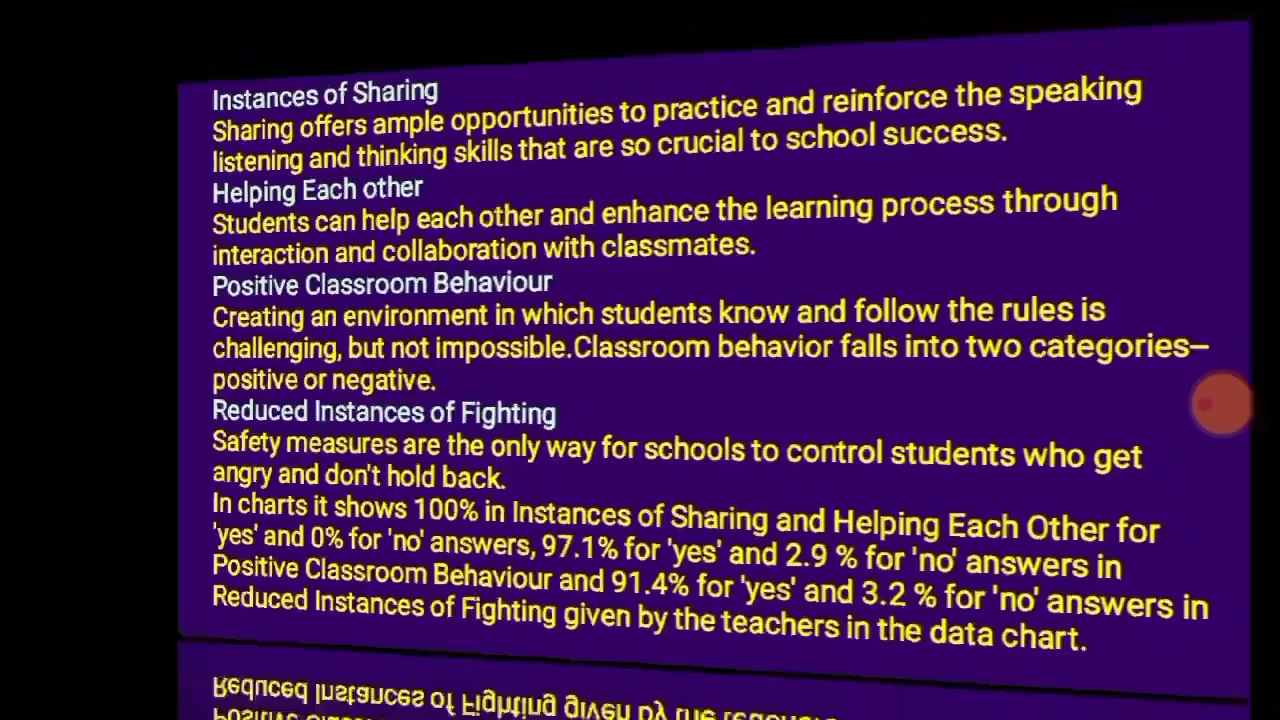 Instances of Sharing
Sharing offers ample opportunities to practice and reinforce the speaking
listening and thinking skills that are so crucial to school success.
Helping Each other
Students can help each other and enhance the learning process through
interaction and collaboration with classmates.
Positive Classroom Behaviour
Creating an environment in which students know and follow the rules is
challenging, but not impossible.Classroom behavior falls into two categories–
positive or negative.
Reduced Instances of Fighting
Safety measures are the only way for schools to control students who get
angry and don't hold back.
In charts it shows 100% in Instances of Sharing and Helping Each Other for
'yes' and 0% for 'no' answers, 97.1% for 'yes' and 2.9 % for 'no' answers in
Positive Classroom Behaviour and 91.4% for 'yes' and 3.2 % for 'no' answers in
Reduced Instances of Fighting given by the teachers in the data chart.
Reduced Instances of Fighting given by the